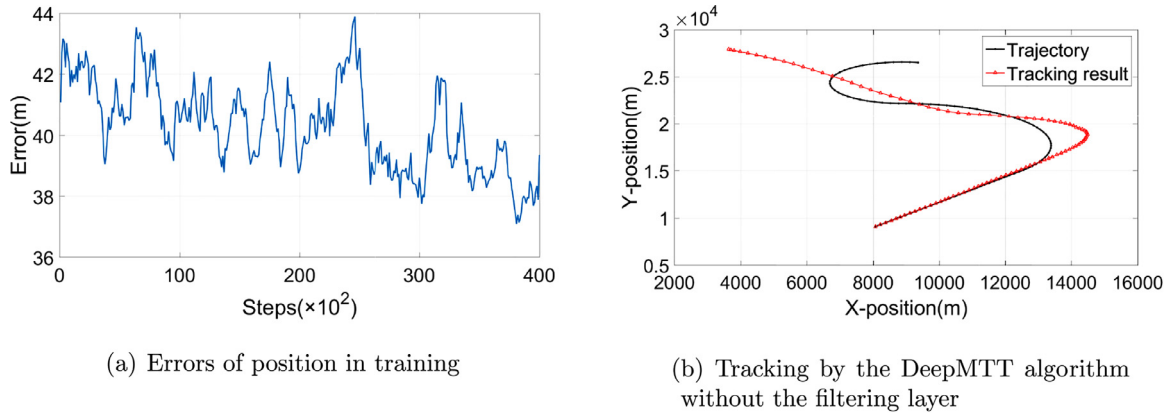 44
42
40
38
36
Error(m)
0
100
200
300
400
Steps(×10²)
(a) Errors of position in training
×10⁴
3
2.5
2
1.5
1
0.5
Y-position(m)
Trajectory
Tracking result
2000
4000
6000
8000
10000
12000
14000
16000
X-position(m)
(b) Tracking by the DeepMTT algorithm
without the filtering layer